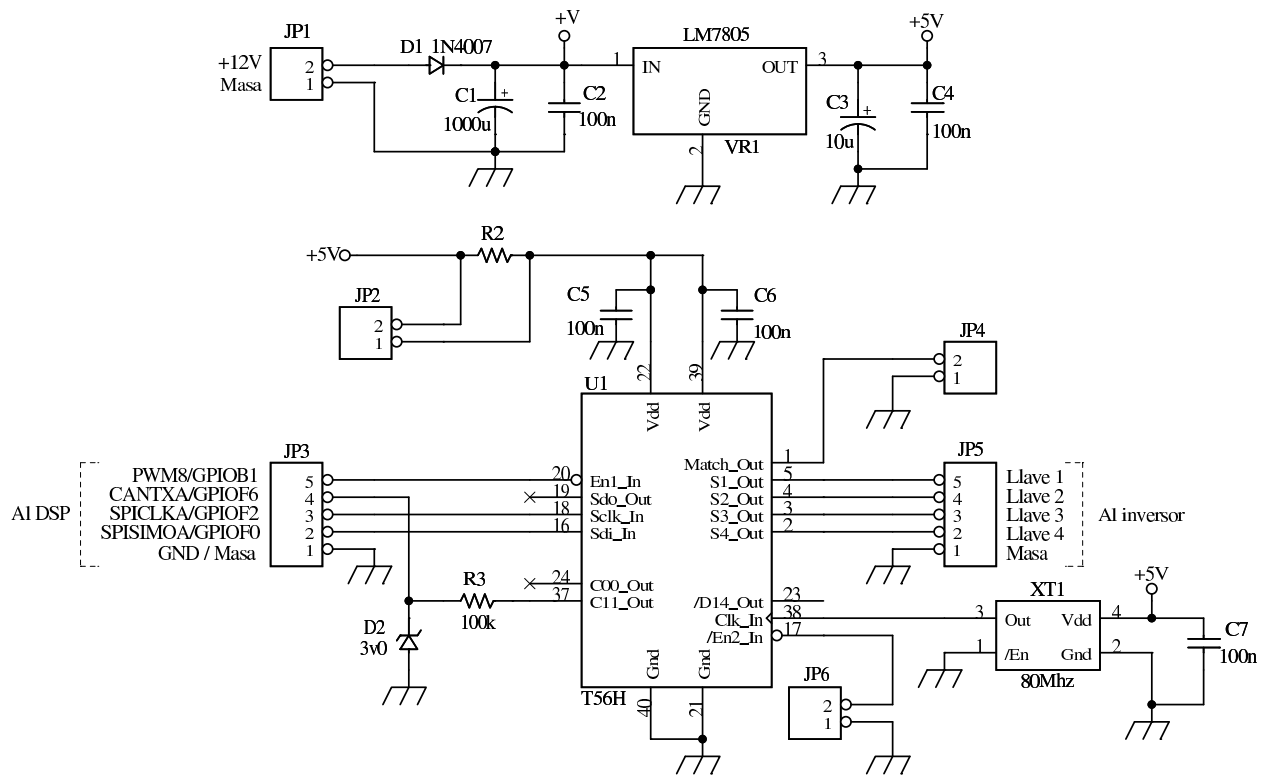 JP1
+12V
Masa
2
1
D1 1N4007
+V
C1
+
1000u
C2
100n
LM7805
1
IN
OUT
3
GND
2
VR1
+5V
C3
+
10u
C4
100n
+5V
R2
JP2
2
1
C5
100n
C6
100n
22
39
U1
Vdd
Vdd
JP4
2
1
JP3
Al DSP
PWM8/GPIOB1
CANTXA/GPIOF6
SPICLKA/GPIOF2
SPISIMOA/GPIOF0
GND / Masa
5
4
3
2
1
20
19
18
16
24
37
En1_In
Sdo_Out
Sclk_In
Sdi_In
C00_Out
C11_Out
Match_Out
S1_Out
S2_Out
S3_Out
S4_Out
/D14_Out
Clk_In
/En2_In
1
5
4
3
2
23
38
17
JP5
5
4
3
2
1
Llave 1
Llave 2
Llave 3
Llave 4
Masa
Al inversor
R3
100k
D2
3v0
Gnd
Gnd
T56H
40
21
JP6
2
1
XT1
3
Out
Vdd
4
1
/En
Gnd
2
80Mhz
+5V
C7
100n